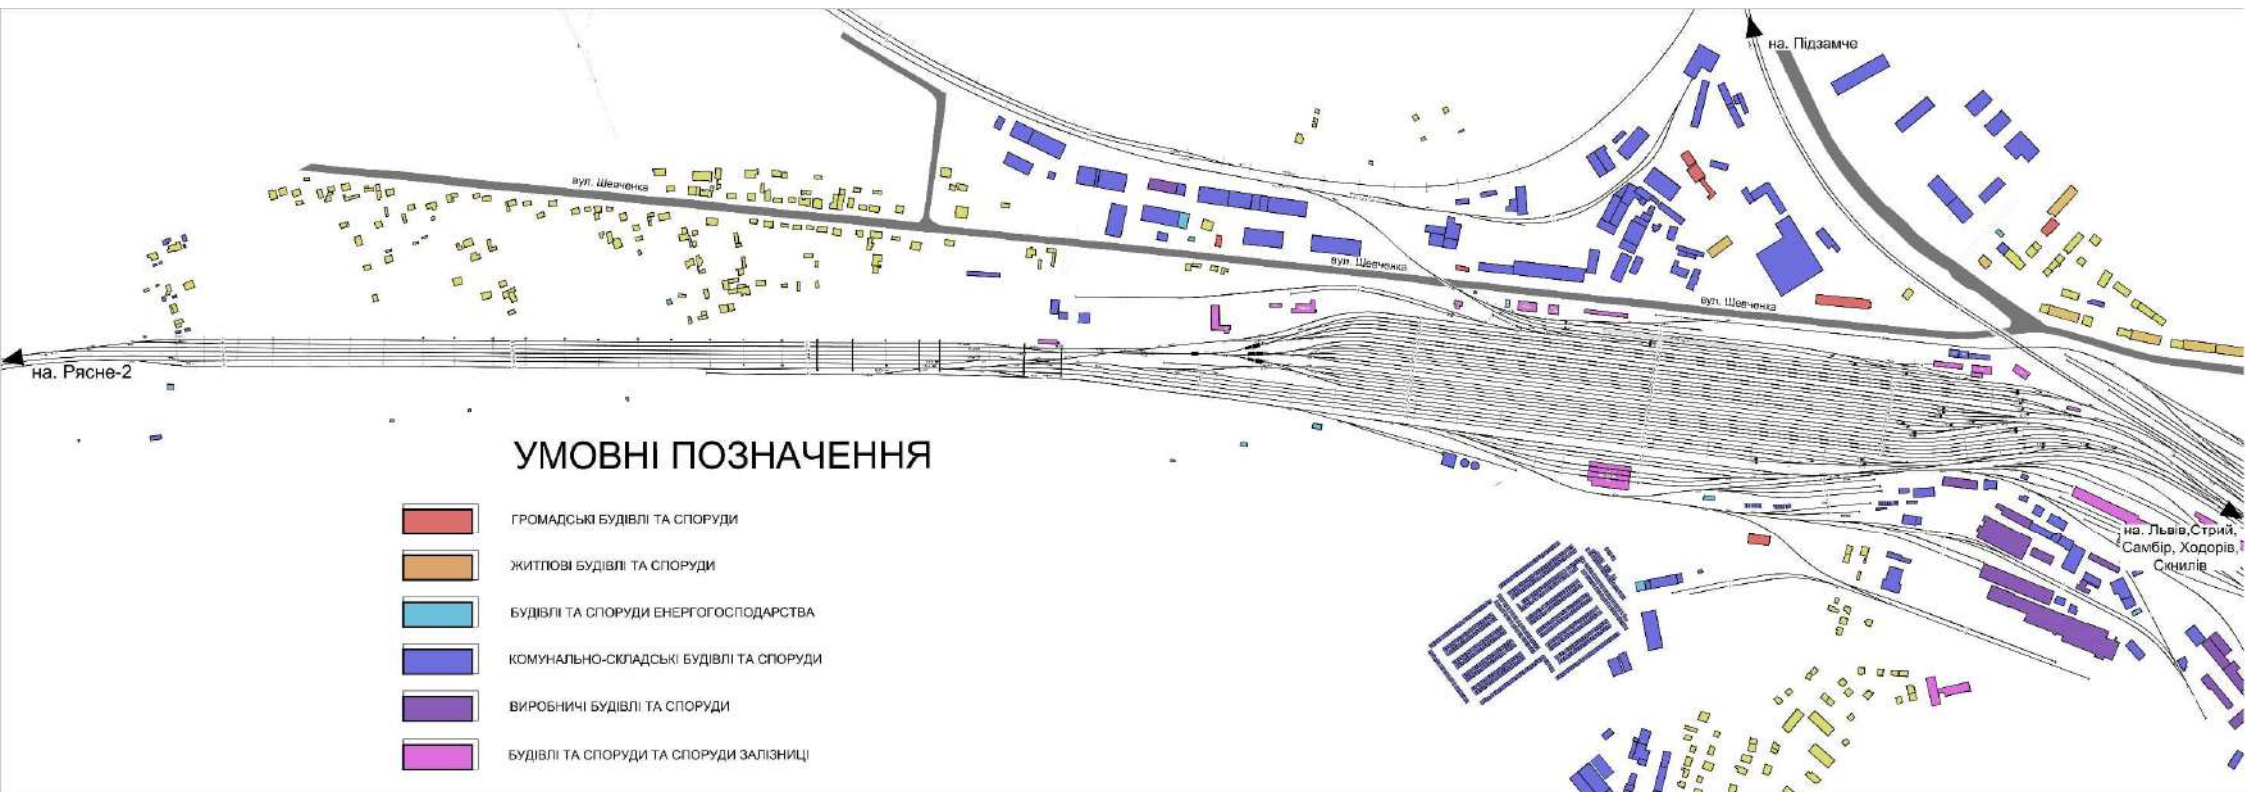 на. Підзамче
вул. Шевченка
вул. Шевченка
вул. Шевченка
на. Рясне-2
УМОВНІ ПОЗНАЧЕННЯ
ГРОМАДСЬКІ БУДІВЛІ ТА СПОРУДИ
ЖИТЛОВІ БУДІВЛІ ТА СПОРУДИ
БУДІВЛІ ТА СПОРУДИ ЕНЕРГОГОСПОДАРСТВА
КОМУНАЛЬНО-СКЛАДСЬКІ БУДІВЛІ ТА СПОРУДИ
ВИРОБНИЧІ БУДІВЛІ ТА СПОРУДИ
БУДІВЛІ ТА СПОРУДИ ТА СПОРУДИ ЗАЛІЗНИЦІ
на. Львів,Стрий,
Самбір, Ходорів,
Скнилів